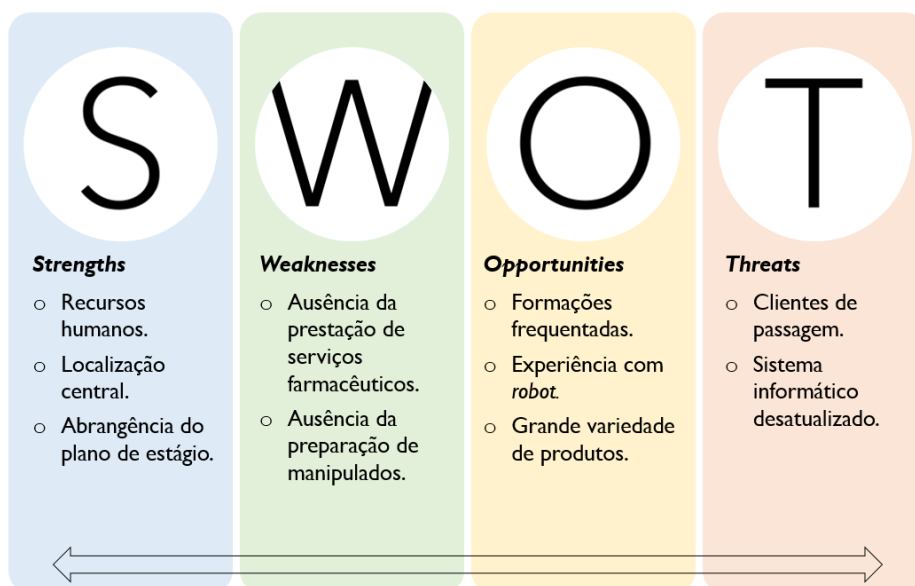 S
Strengths
o Recursos
humanos.
o Localização
central.
o Abrangência do
plano de estágio.
W
Weaknesses
o Ausência da
prestação de
serviços
farmacêuticos.
o Ausência da
preparação de
manipulados.
O
Opportunities
o Formações
frequentadas.
o Experiência com
robot.
o Grande variedade
de produtos.
T
Threats
o Clientes de
passagem.
o Sistema
informático
desatualizado.